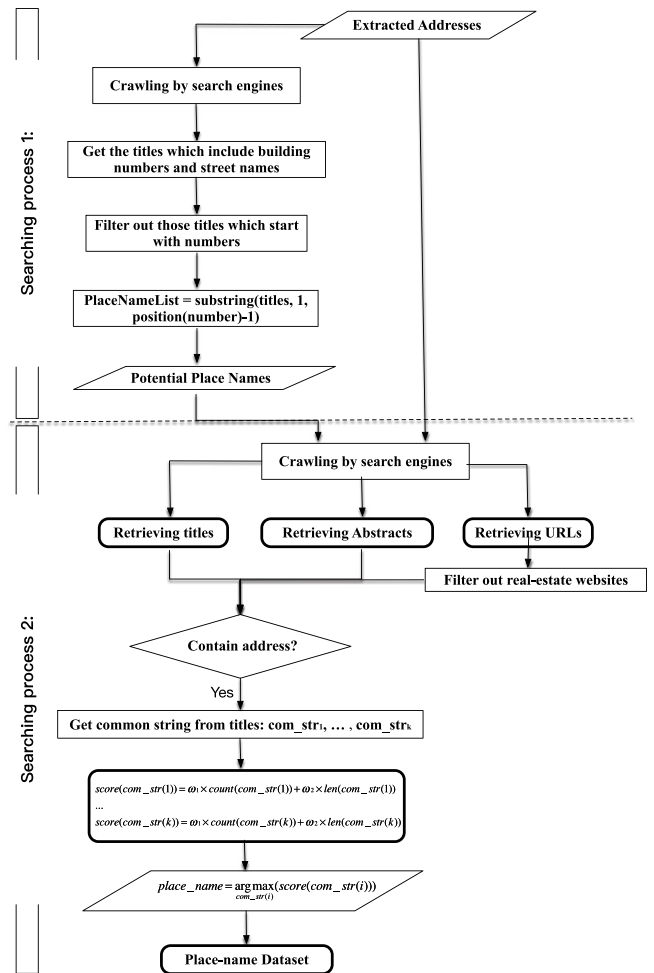 Extracted Addresses
Searching process 1:
Crawling by search engines
Get the titles which include building
numbers and street names
Filter out those titles which start
with numbers
PlaceNameList = substring(titles, 1,
position(number)-1)
Potential Place Names
Searching process 2:
Crawling by search engines
Retrieving titles
Retrieving Abstracts
Retrieving URLs
Filter out real-estate websites
Contain address?
Yes
Get common string from titles: com_str₁, … , com_strₖ
score(com_str(1)) = ω₁ × count(com_str(1)) + ω₂ × len(com_str(1))
...
score(com_str(k)) = ω₁ × count(com_str(k)) + ω₂ × len(com_str(k))
place_name = arg max(score(com_str(i)))
com_str(i)
Place-name Dataset